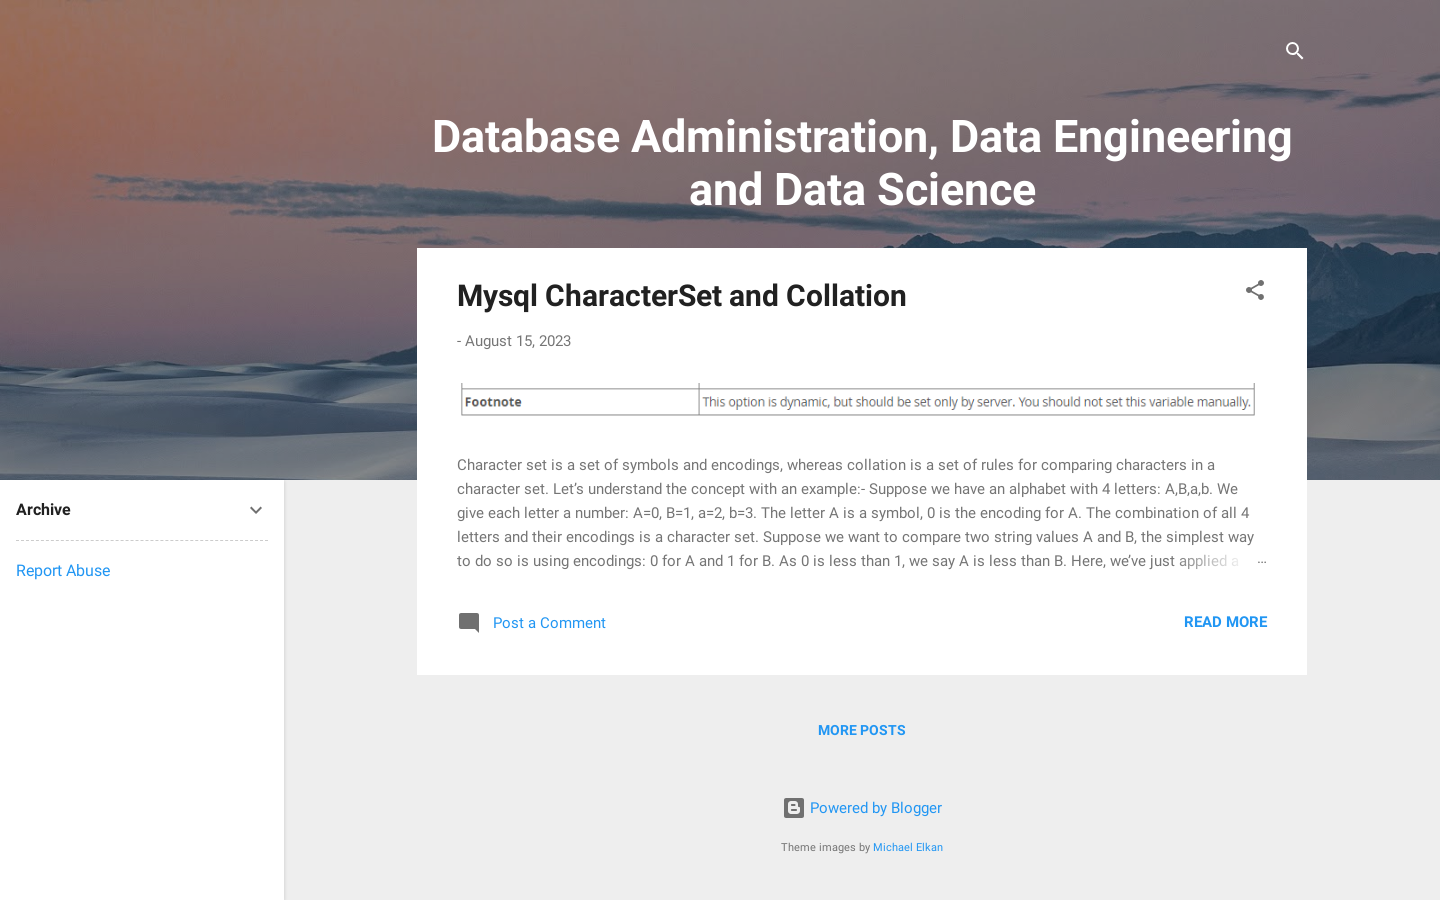 Database Administration, Data Engineering
and Data Science
Mysql CharacterSet and Collation
- August 15, 2023
Footnote This option is dynamic, but should be set only by server. You should not set this variable manually.
Character set is a set of symbols and encodings, whereas collation is a set of rules for comparing characters in a
character set. Let’s understand the concept with an example:- Suppose we have an alphabet with 4 letters: A,B,a,b. We
give each letter a number: A=0, B=1, a=2, b=3. The letter A is a symbol, 0 is the encoding for A. The combination of all 4
letters and their encodings is a character set. Suppose we want to compare two string values A and B, the simplest way
to do so is using encodings: 0 for A and 1 for B. As 0 is less than 1, we say A is less than B. Here, we’ve just applied a ...
Post a Comment
READ MORE
Archive
Report Abuse
MORE POSTS
Powered by Blogger
Theme images by Michael Elkan